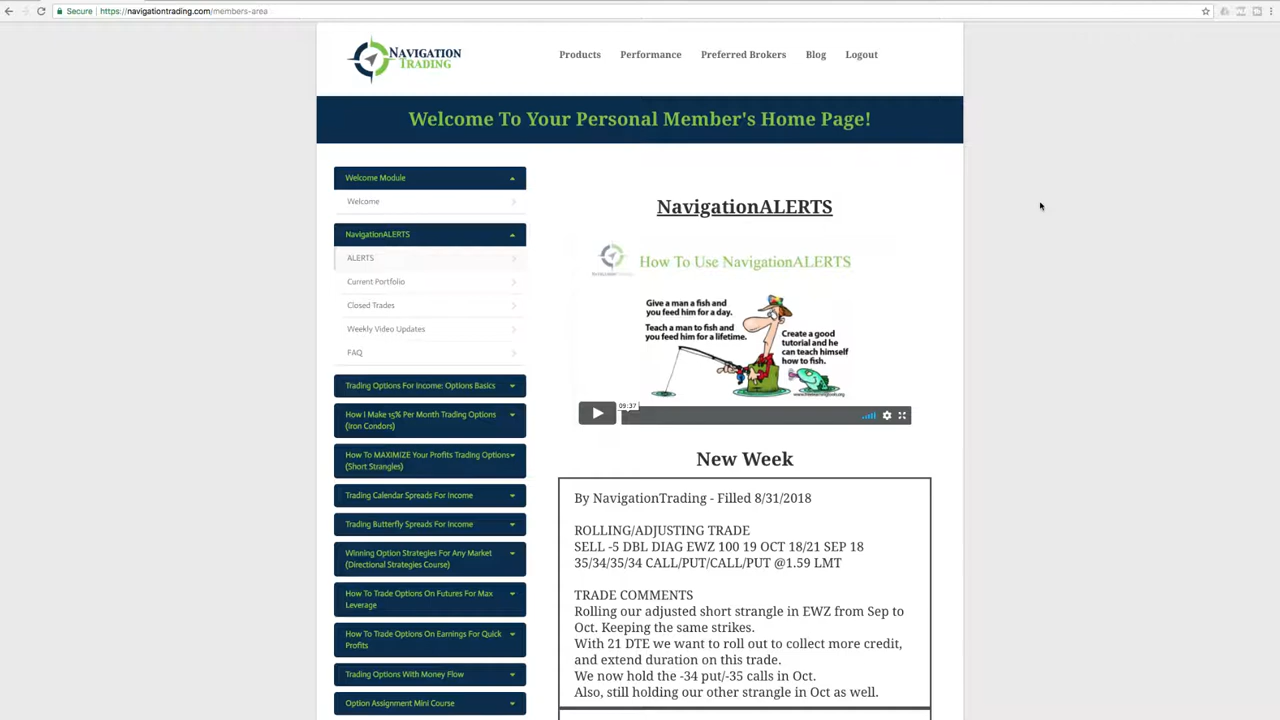 Secure
https://navigationtrading.com/members-area
NAVIGATION
TRADING
Products
Performance
Preferred Brokers
Blog
Logout
Welcome To Your Personal Member's Home Page!
Welcome Module
Welcome
NavigationALERTS
ALERTS
Current Portfolio
Closed Trades
Weekly Video Updates
FAQ
Trading Options For Income: Options Basics
How I Make 15% Per Month Trading Options
(Iron Condors)
How To MAXIMIZE Your Profits Trading Options
(Short Strangles)
Trading Calendar Spreads For Income
Trading Butterfly Spreads For Income
Winning Option Strategies For Any Market
(Directional Strategies Course)
How To Trade Options On Futures For Max
Leverage
How To Trade Options On Earnings For Quick
Profits
Trading Options With Money Flow
Option Assignment Mini Course
NavigationALERTS
How To Use NavigationALERTS
Give a man a fish and
you feed him for a day.
Teach a man to fish and
you feed him for a lifetime.
Create a good
tutorial and he
can teach himself
how to fish.
09:37
New Week
By NavigationTrading - Filled 8/31/2018
ROLLING/ADJUSTING TRADE
SELL -5 DBL DIAG EWZ 100 19 OCT 18/21 SEP 18
35/34/35/34 CALL/PUT/CALL/PUT @1.59 LMT
TRADE COMMENTS
Rolling our adjusted short strangle in EWZ from Sep to
Oct. Keeping the same strikes.
With 21 DTE we want to roll out to collect more credit,
and extend duration on this trade.
We now hold the -34 put/-35 calls in Oct.
Also, still holding our other strangle in Oct as well.